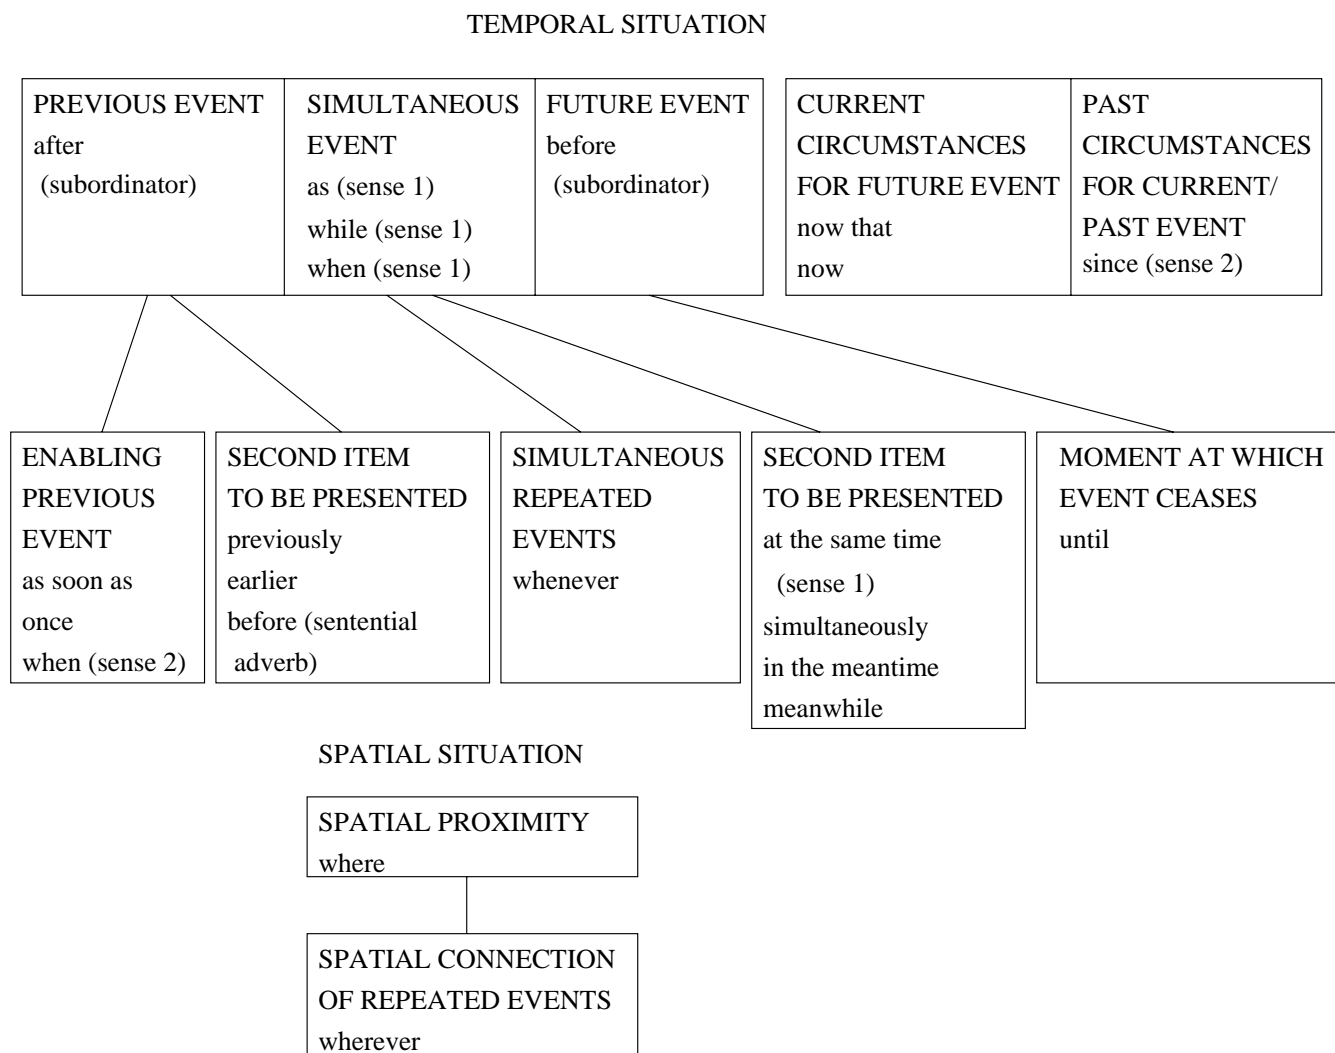 TEMPORAL SITUATION
PREVIOUS EVENT
after
(subordinator)
SIMULTANEOUS
EVENT
as (sense 1)
while (sense 1)
when (sense 1)
FUTURE EVENT
before
(subordinator)
CURRENT
CIRCUMSTANCES
FOR FUTURE EVENT
now that
now
PAST
CIRCUMSTANCES
FOR CURRENT/
PAST EVENT
since (sense 2)
ENABLING
PREVIOUS
EVENT
as soon as
once
when (sense 2)
SECOND ITEM
TO BE PRESENTED
previously
earlier
before (sentential
adverb)
SIMULTANEOUS
REPEATED
EVENTS
whenever
SECOND ITEM
TO BE PRESENTED
at the same time
(sense 1)
simultaneously
in the meantime
meanwhile
MOMENT AT WHICH
EVENT CEASES
until
SPATIAL SITUATION
SPATIAL PROXIMITY
where
SPATIAL CONNECTION
OF REPEATED EVENTS
wherever